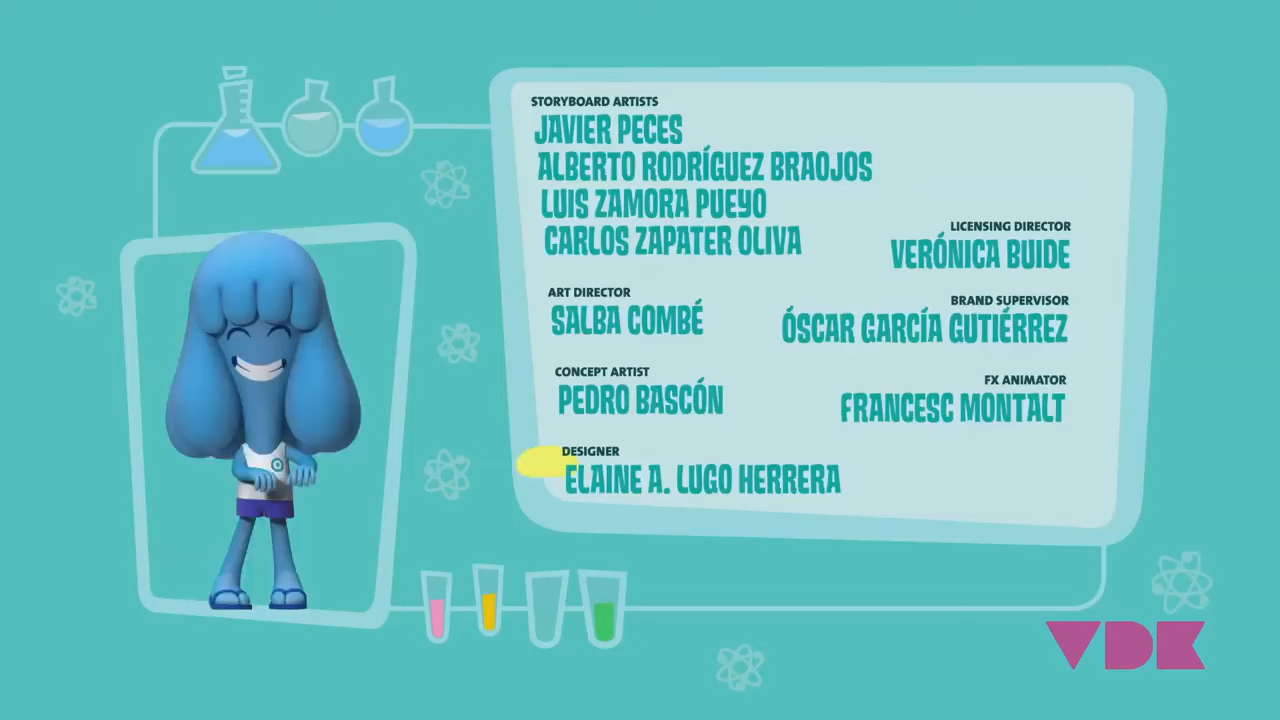 STORYBOARD ARTISTS
JAVIER PECES
ALBERTO RODRÍGUEZ BRAOJOS
LUIS ZAMORA PUEYO
CARLOS ZAPATER OLIVA
ART DIRECTOR
SALBA COMBÉ
CONCEPT ARTIST
PEDRO BASCÓN
DESIGNER
ELAINE A. LUGO HERRERA
LICENSING DIRECTOR
VERÓNICA BUIDE
BRAND SUPERVISOR
ÓSCAR GARCÍA GUTIÉRREZ
FX ANIMATOR
FRANCESC MONTALT
VDK